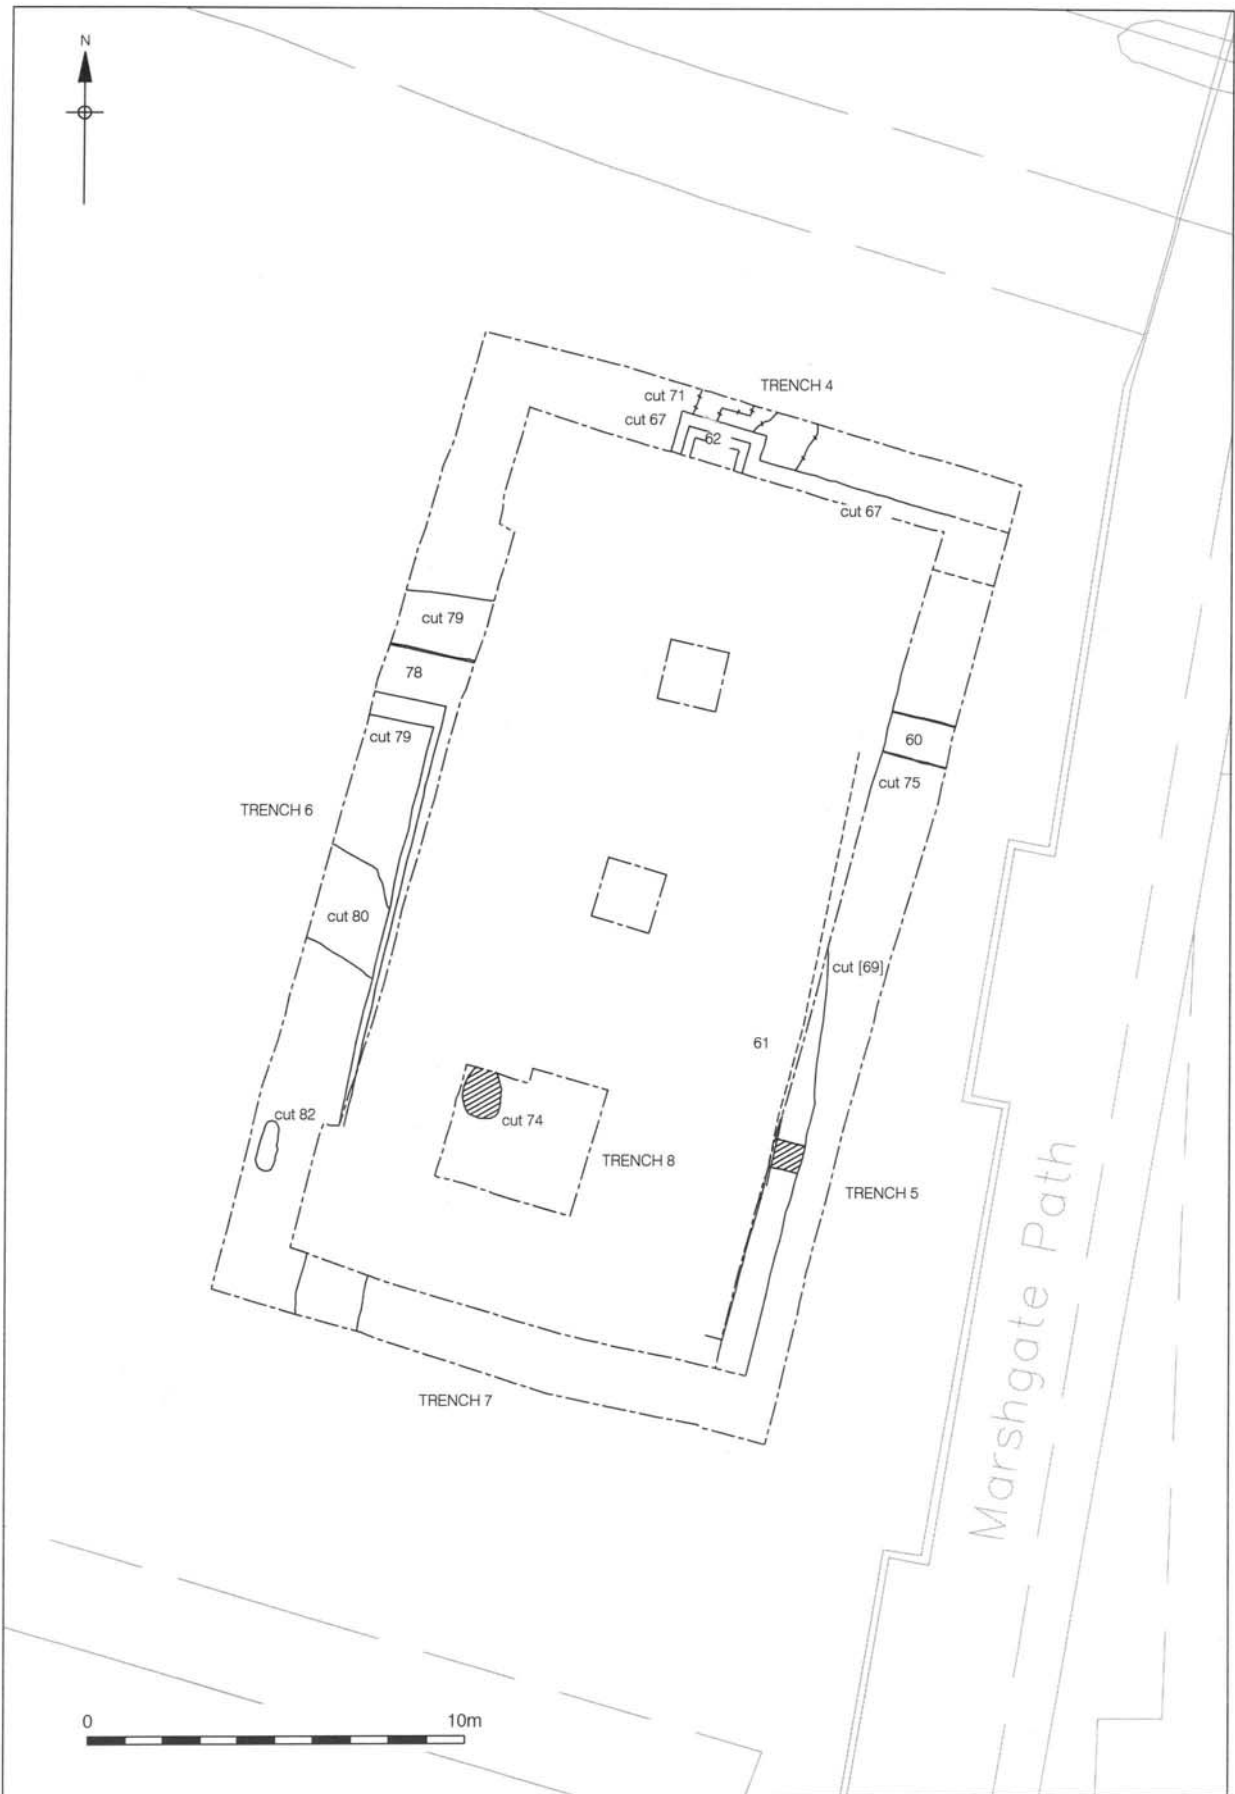 N
TRENCH 4
cut 71
cut 67
62
cut 67
cut 79
78
60
cut 79
cut 75
TRENCH 6
cut 80
cut [69]
61
cut 82
cut 74
TRENCH 8
TRENCH 5
Marshgate Path
TRENCH 7
0 10m